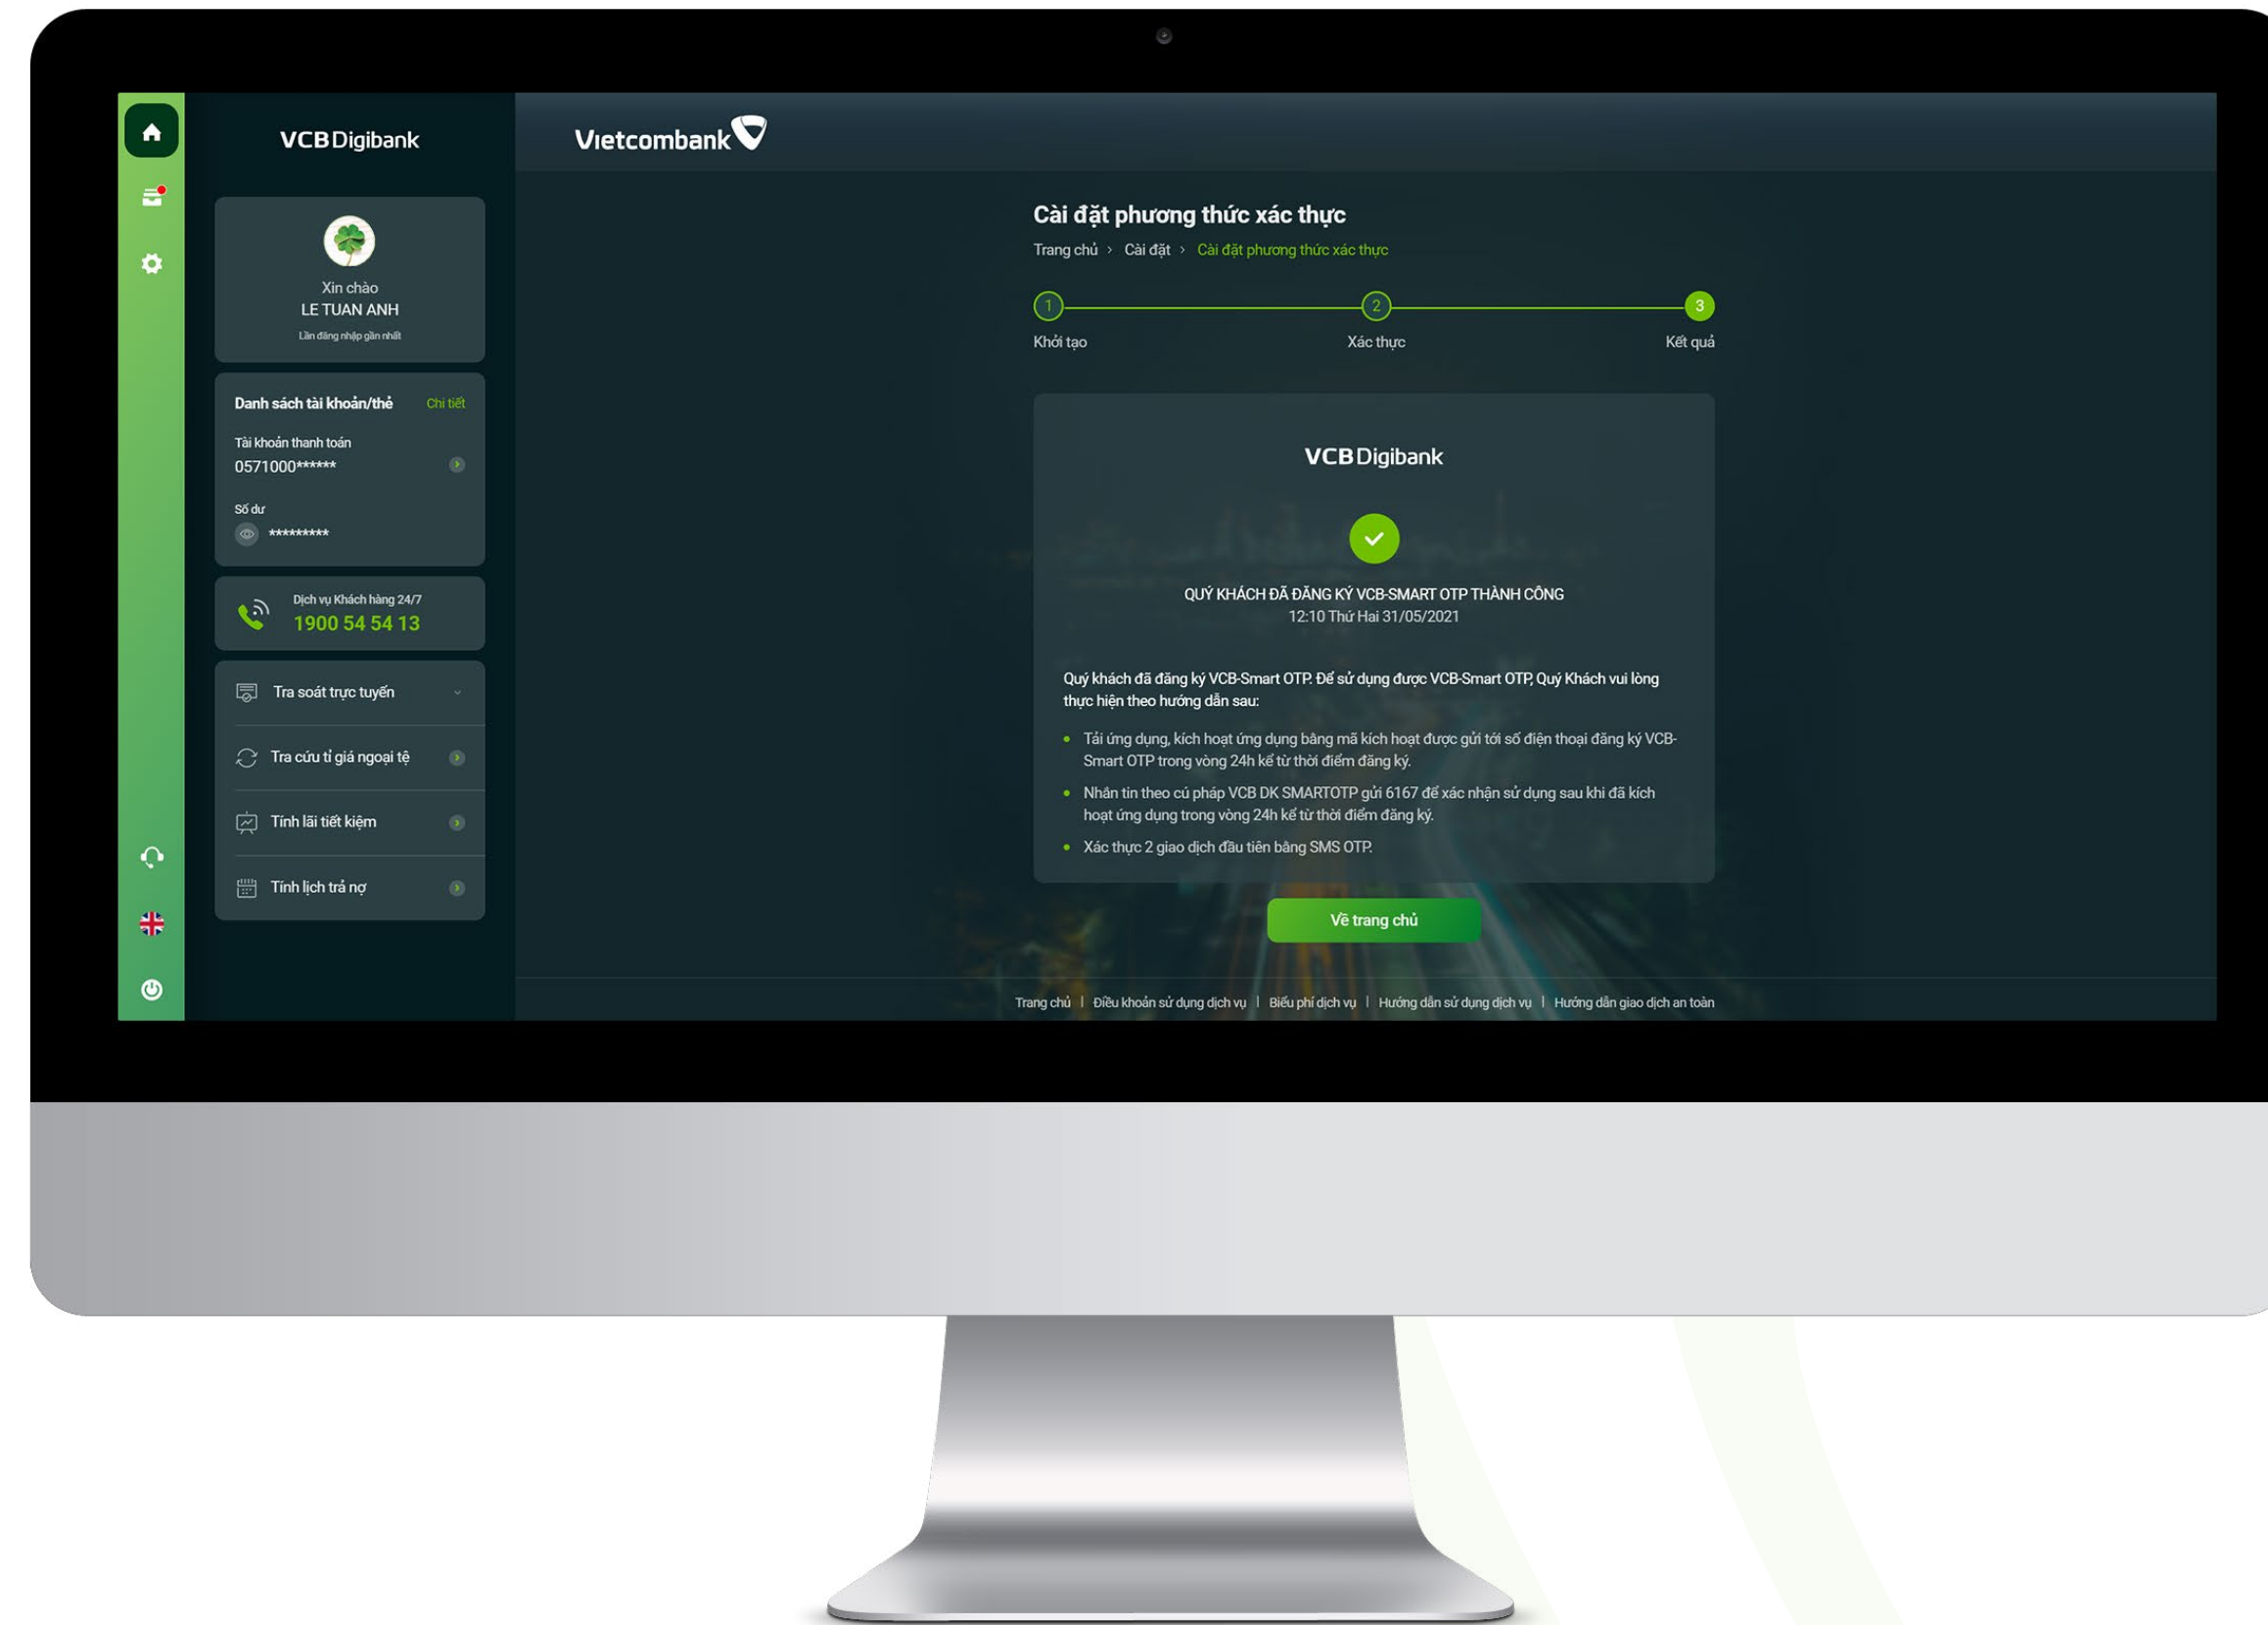 VCB Digibank
Vietcombank
Xin chào
LE TUAN ANH
Lần đăng nhập gần nhất
Danh sách tài khoản/thẻ Chi tiết
Tài khoản thanh toán
0571000******
Số dư
*********
Dịch vụ Khách hàng 24/7
1900 54 54 13
Tra soát trực tuyến
Tra cứu tỉ giá ngoại tệ
Tính lãi tiết kiệm
Tính lịch trả nợ
Cài đặt phương thức xác thực
Trang chủ > Cài đặt > Cài đặt phương thức xác thực
1 2 3
Khởi tạo Xác thực Kết quả
VCB Digibank
QUÝ KHÁCH ĐÃ ĐĂNG KÝ VCB-SMART OTP THÀNH CÔNG
12:10 Thứ Hai 31/05/2021
Quý khách đã đăng ký VCB-Smart OTP. Để sử dụng được VCB-Smart OTP, Quý Khách vui lòng
thực hiện theo hướng dẫn sau:
• Tải ứng dụng, kích hoạt ứng dụng bằng mã kích hoạt được gửi tới số điện thoại đăng ký VCB-
Smart OTP trong vòng 24h kể từ thời điểm đăng ký.
• Nhắn tin theo cú pháp VCB DK SMARTOTP gửi 6167 để xác nhận sử dụng sau khi đã kích
hoạt ứng dụng trong vòng 24h kể từ thời điểm đăng ký.
• Xác thực 2 giao dịch đầu tiên bằng SMS OTP.
Về trang chủ
Trang chủ | Điều khoản sử dụng dịch vụ | Biểu phí dịch vụ | Hướng dẫn sử dụng dịch vụ | Hướng dẫn giao dịch an toàn